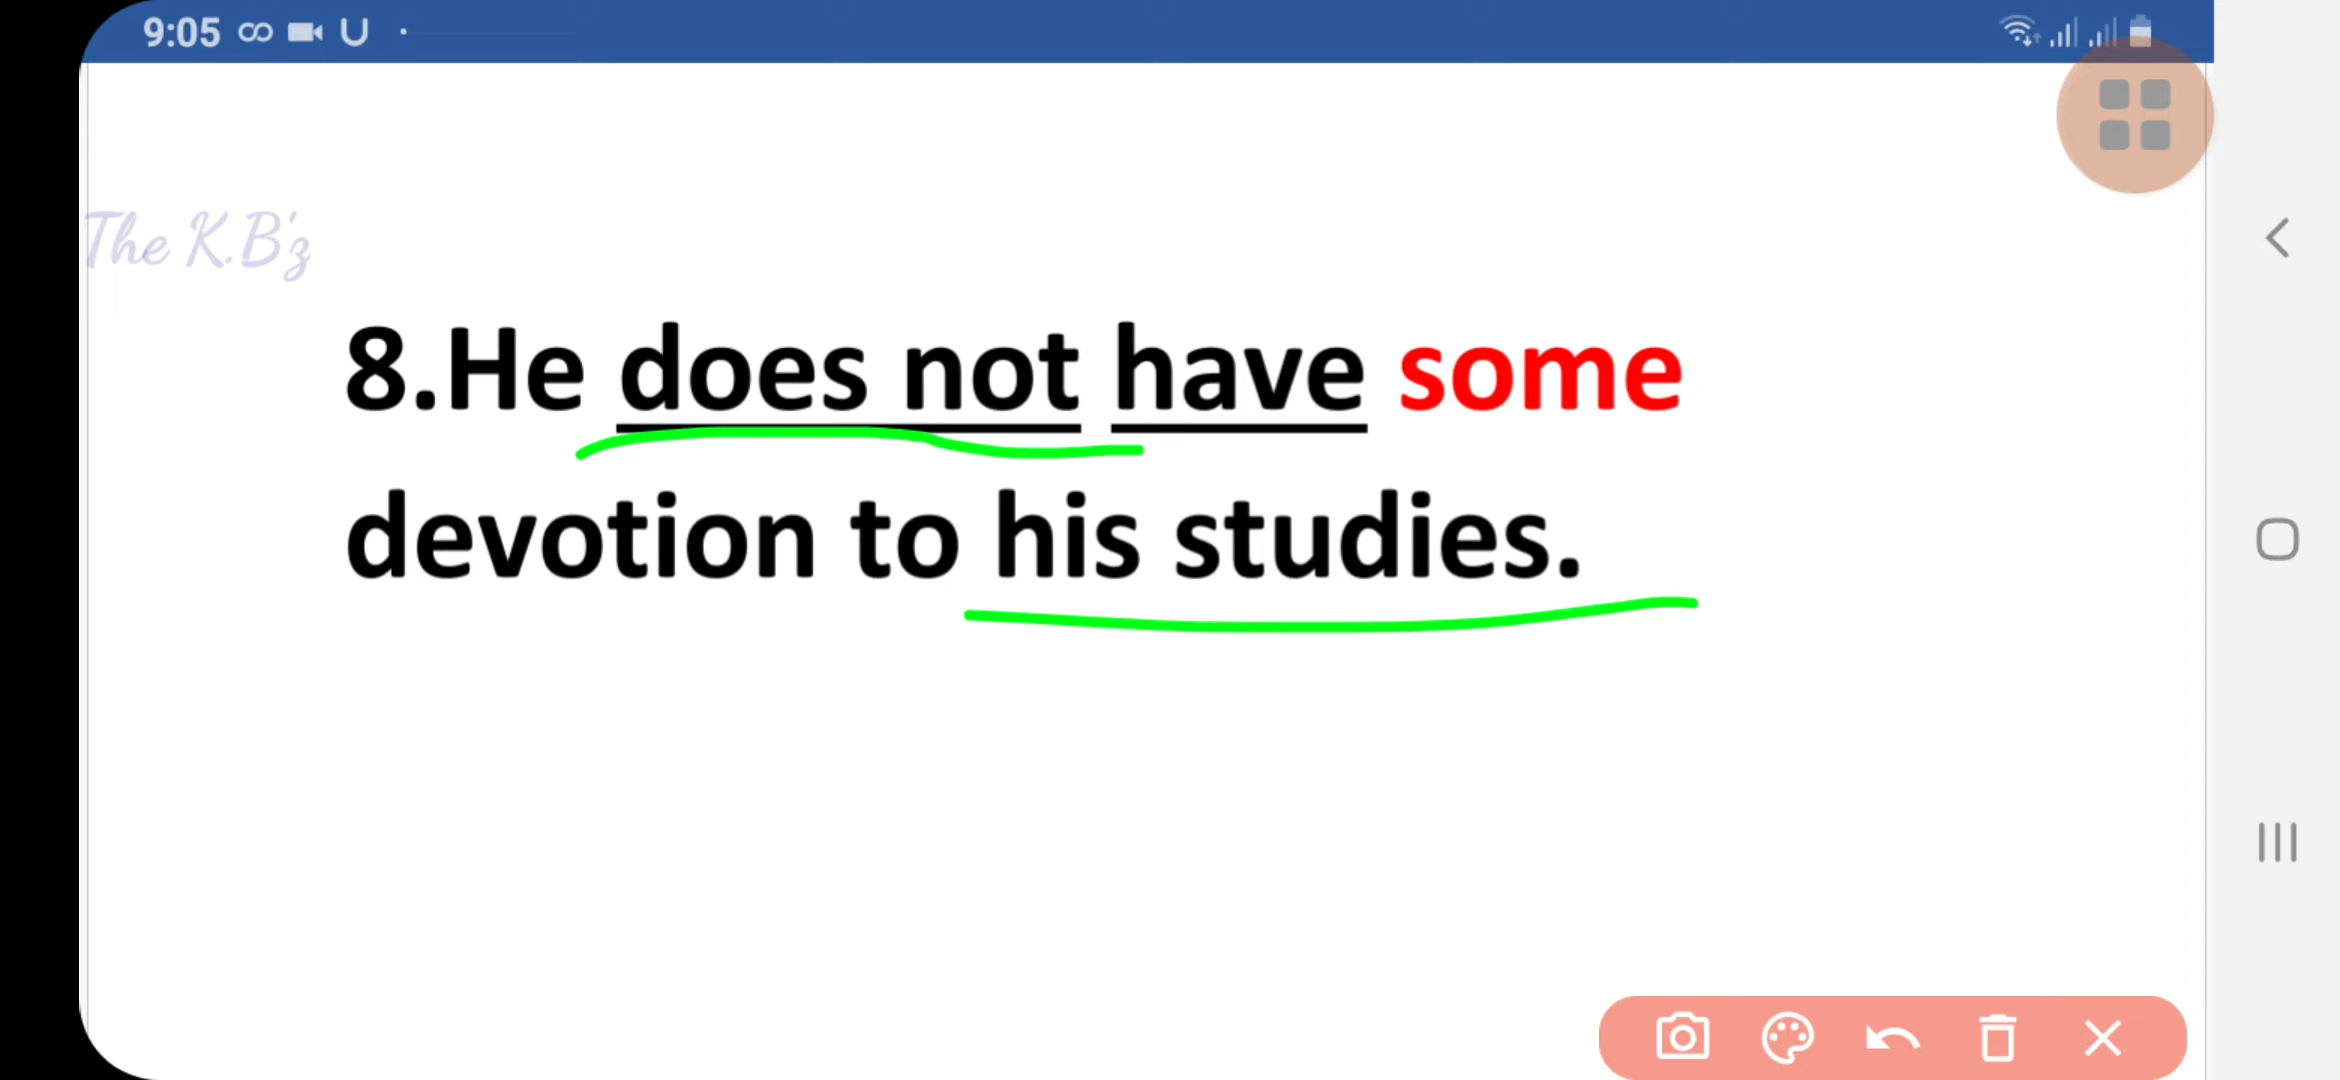 9:05
The K.B'z
8.He does not have some
devotion to his studies.